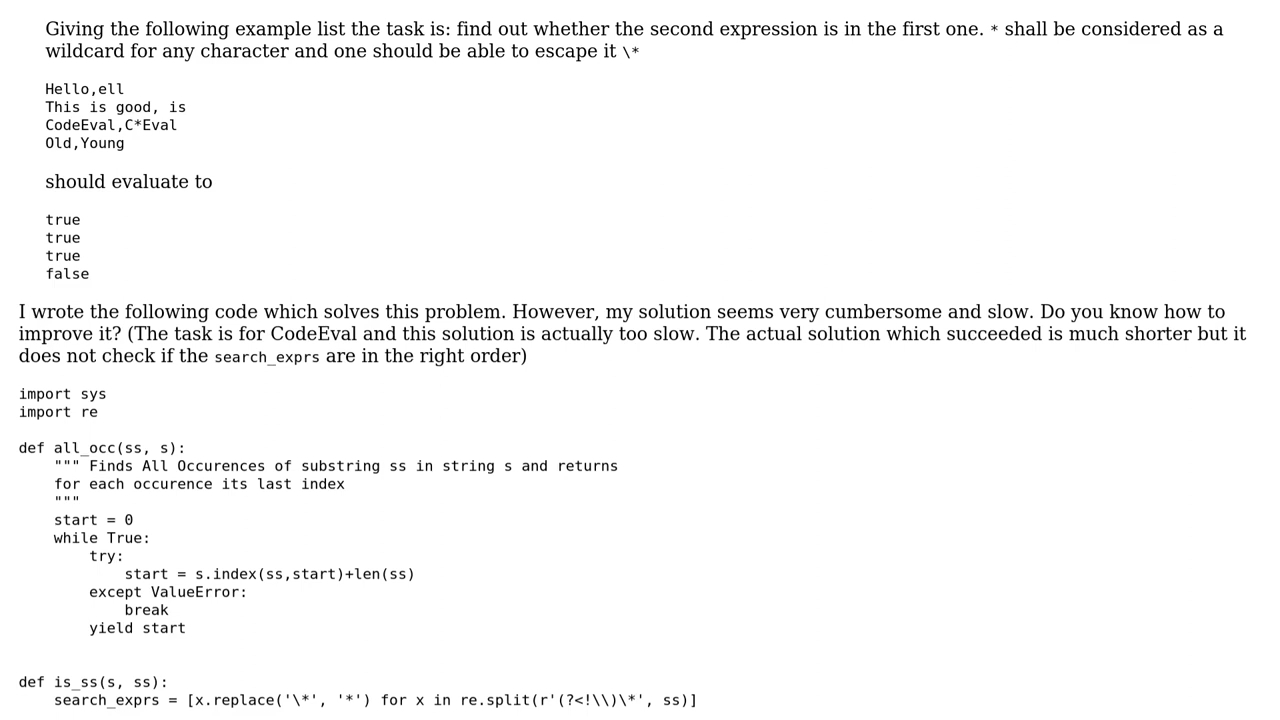 Giving the following example list the task is: find out whether the second expression is in the first one. * shall be considered as a
wildcard for any character and one should be able to escape it \*
Hello,ell
This is good, is
CodeEval,C*Eval
Old,Young
should evaluate to
true
true
true
false
I wrote the following code which solves this problem. However, my solution seems very cumbersome and slow. Do you know how to
improve it? (The task is for CodeEval and this solution is actually too slow. The actual solution which succeeded is much shorter but it
does not check if the search_exprs are in the right order)
import sys
import re
def all_occ(ss, s):
    """ Finds All Occurences of substring ss in string s and returns
    for each occurence its last index
    """
    start = 0
    while True:
        try:
            start = s.index(ss,start)+len(ss)
        except ValueError:
            break
        yield start
def is_ss(s, ss):
    search_exprs = [x.replace('\*', '*') for x in re.split(r'(?<!\\)\*', ss)]